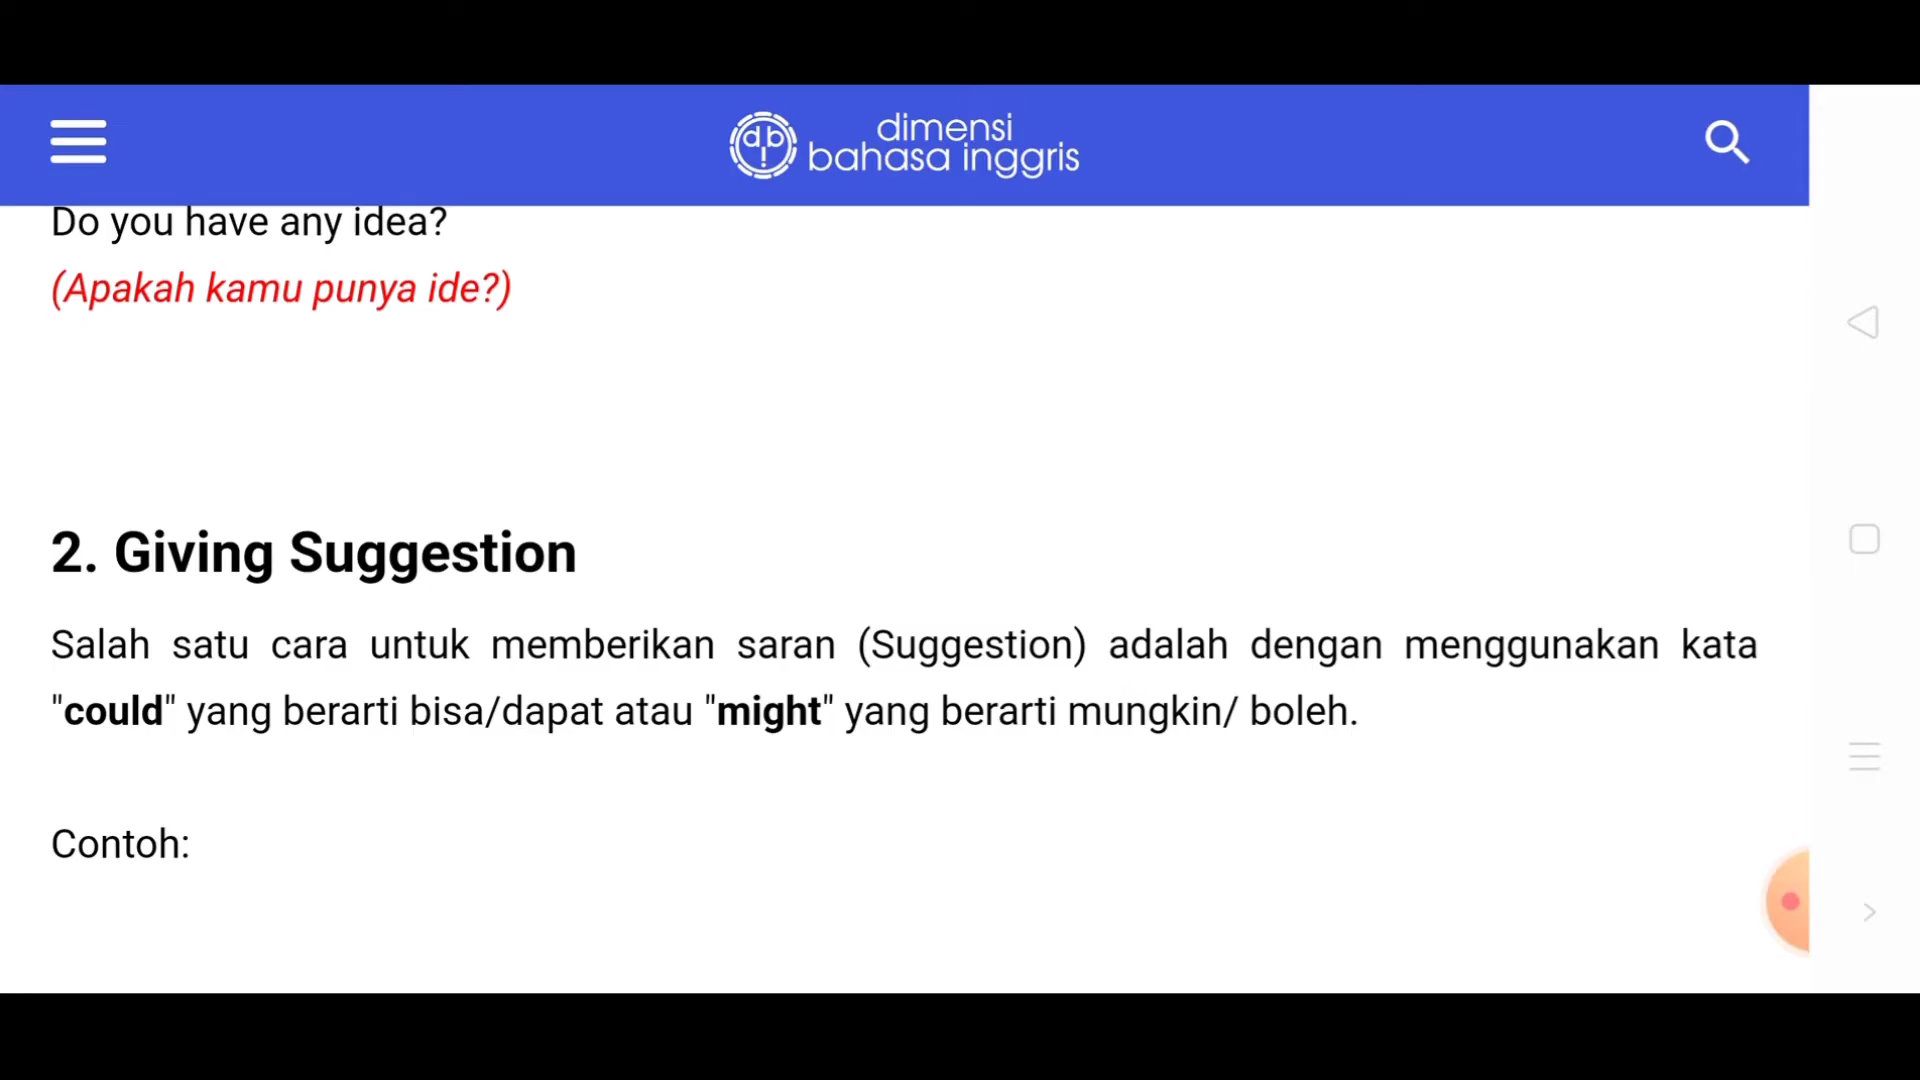 d!b
dimensi
bahasa inggris
Do you have any idea?
(Apakah kamu punya ide?)
2. Giving Suggestion
Salah satu cara untuk memberikan saran (Suggestion) adalah dengan menggunakan kata
"could" yang berarti bisa/dapat atau "might" yang berarti mungkin/ boleh.
Contoh: